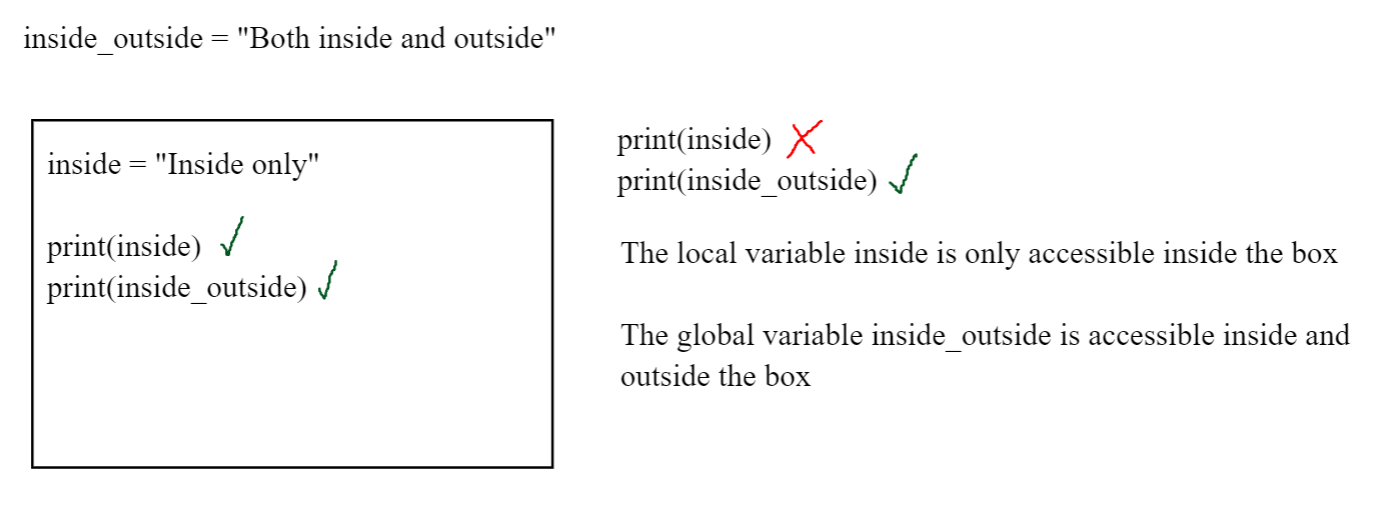 inside_outside = "Both inside and outside"
inside = "Inside only"
print(inside)
print(inside_outside)
print(inside)
print(inside_outside)
The local variable inside is only accessible inside the box
The global variable inside_outside is accessible inside and
outside the box